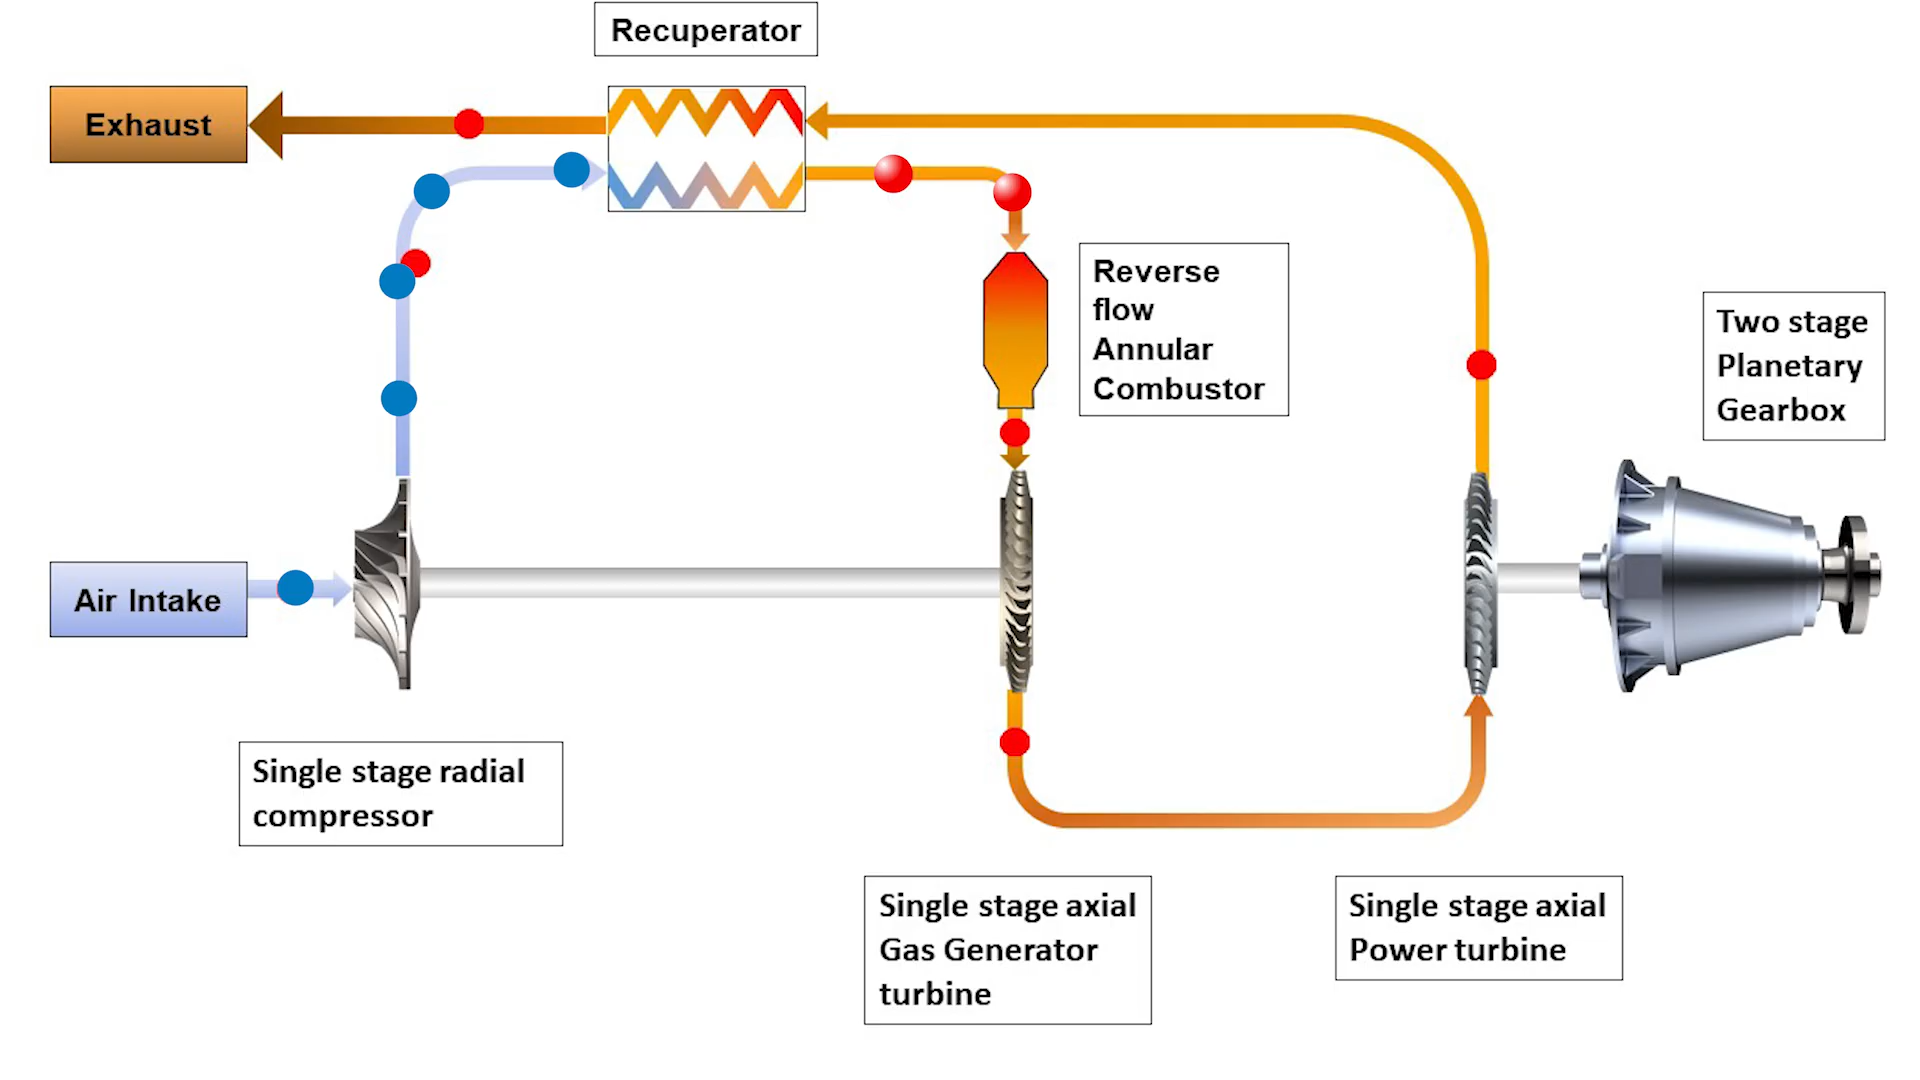 Recuperator
Exhaust
Reverse
flow
Annular
Combustor
Two stage
Planetary
Gearbox
Air Intake
Single stage radial
compressor
Single stage axial
Gas Generator
turbine
Single stage axial
Power turbine